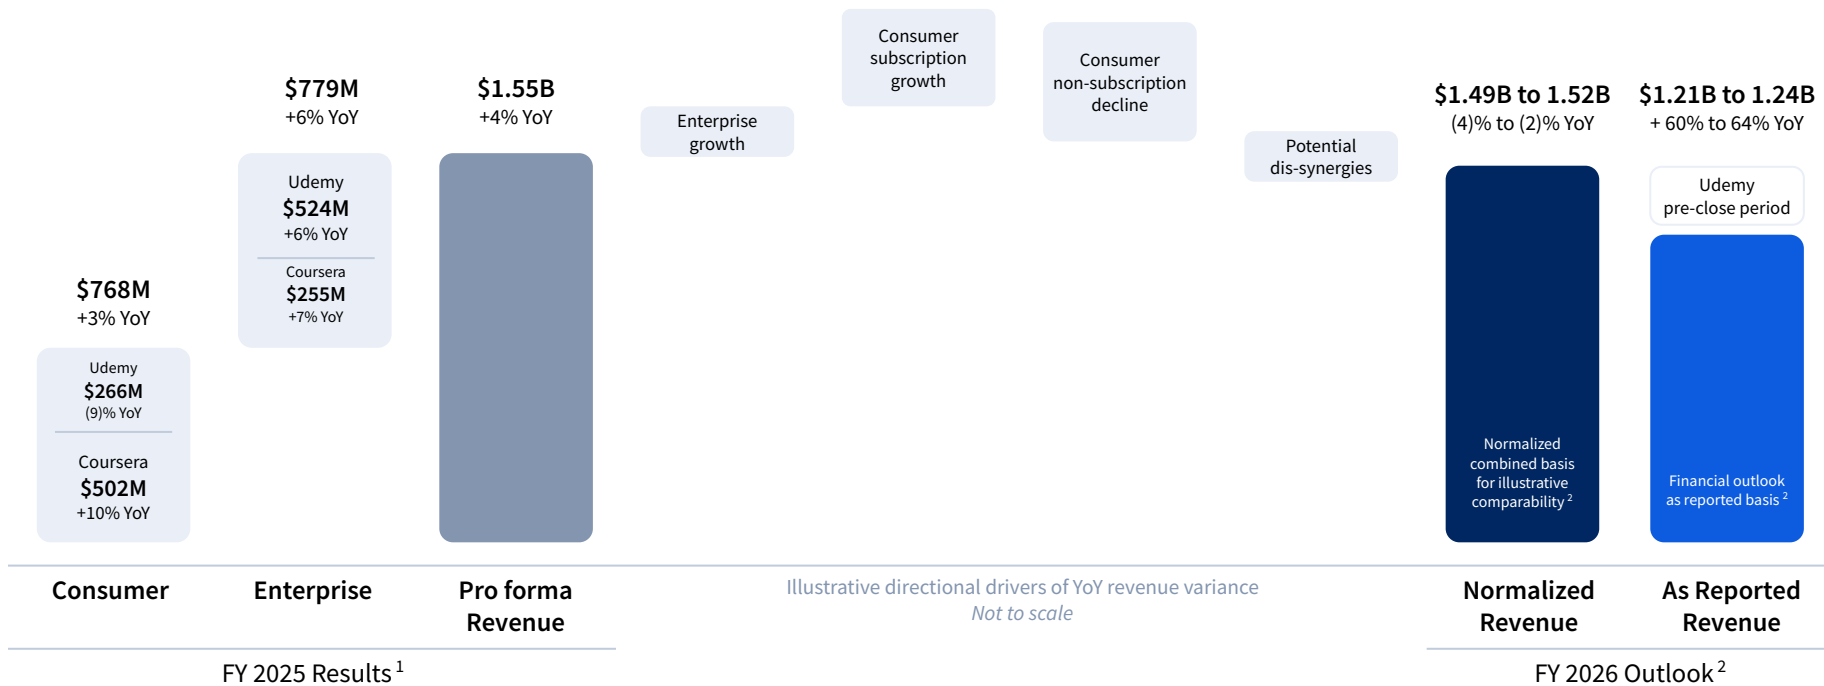 $768M
+3% YoY
Udemy
$266M
(9)% YoY
Coursera
$502M
+10% YoY
Consumer
$779M
+6% YoY
Udemy
$524M
+6% YoY
Coursera
$255M
+7% YoY
Enterprise
$1.55B
+4% YoY
Pro forma
Revenue
FY 2025 Results 1
Enterprise
growth
Consumer
subscription
growth
Consumer
non-subscription
decline
Potential
dis-synergies
Illustrative directional drivers of YoY revenue variance
Not to scale
$1.49B to 1.52B
(4)% to (2)% YoY
Normalized
combined basis
for illustrative
comparability 2
Normalized
Revenue
$1.21B to 1.24B
+ 60% to 64% YoY
Udemy
pre-close period
Financial outlook
as reported basis 2
As Reported
Revenue
FY 2026 Outlook 2